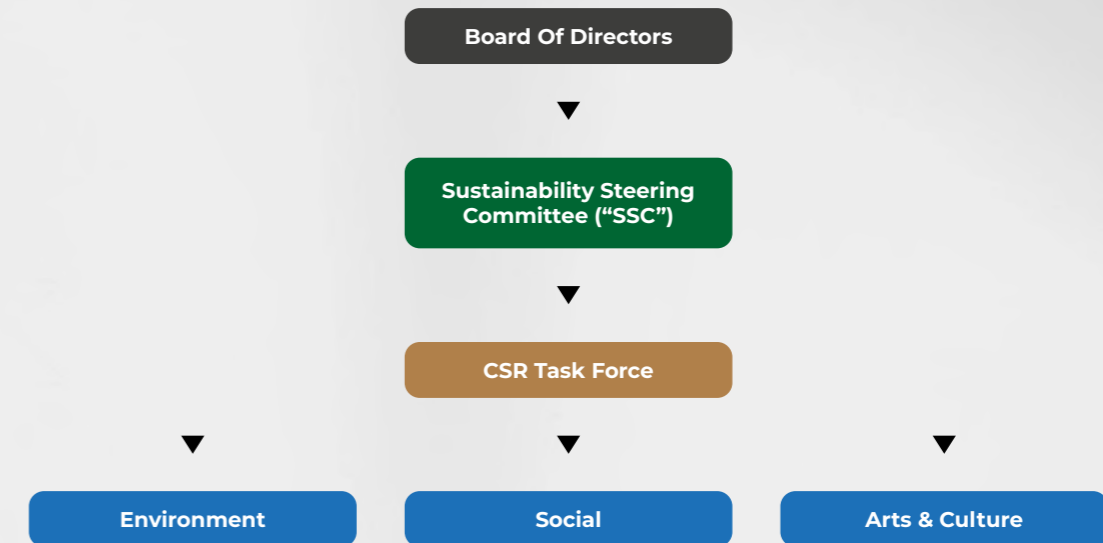 Board Of Directors
Sustainability Steering
Committee (“SSC”)
CSR Task Force
Environment
Social
Arts & Culture